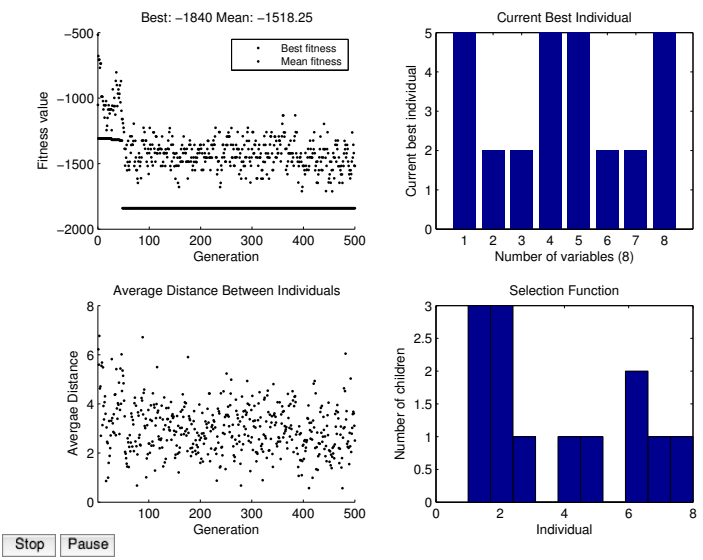 Best: −1840 Mean: −1518.25
−500
−1000
−1500
−2000
Fitness value
Best fitness
Mean fitness
0 100 200 300 400 500
Generation
Current Best Individual
5
4
3
2
1
0
Current best individual
1 2 3 4 5 6 7 8
Number of variables (8)
Average Distance Between Individuals
8
6
4
2
0
Avergae Distance
100 200 300 400 500
Generation
Selection Function
3
2.5
2
1.5
1
0.5
0
Number of children
0 2 4 6 8
Individual
Stop Pause